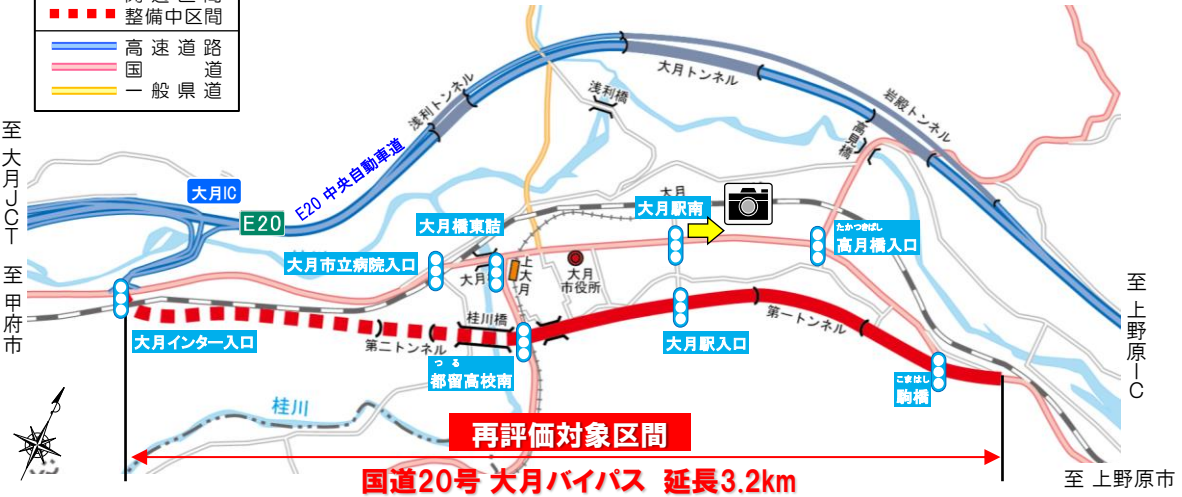 整備中区間
高速道路
国道
一般県道
至 大月JCT
至 甲府市
大月IC
E20
E20 中央自動車道
浅利トンネル
浅利橋
大月トンネル
岩殿トンネル
高見橋
大月
大月駅南
たかつきばし
高月橋入口
大月橋東詰
大月市立病院入口
大月
上大月
大月
市役所
大月インター入口
第二トンネル
桂川橋
つる
都留高校南
大月駅入口
第一トンネル
こまはし
駒橋
至 上野原IC
桂川
再評価対象区間
国道20号 大月バイパス 延長3.2km
至 上野原市